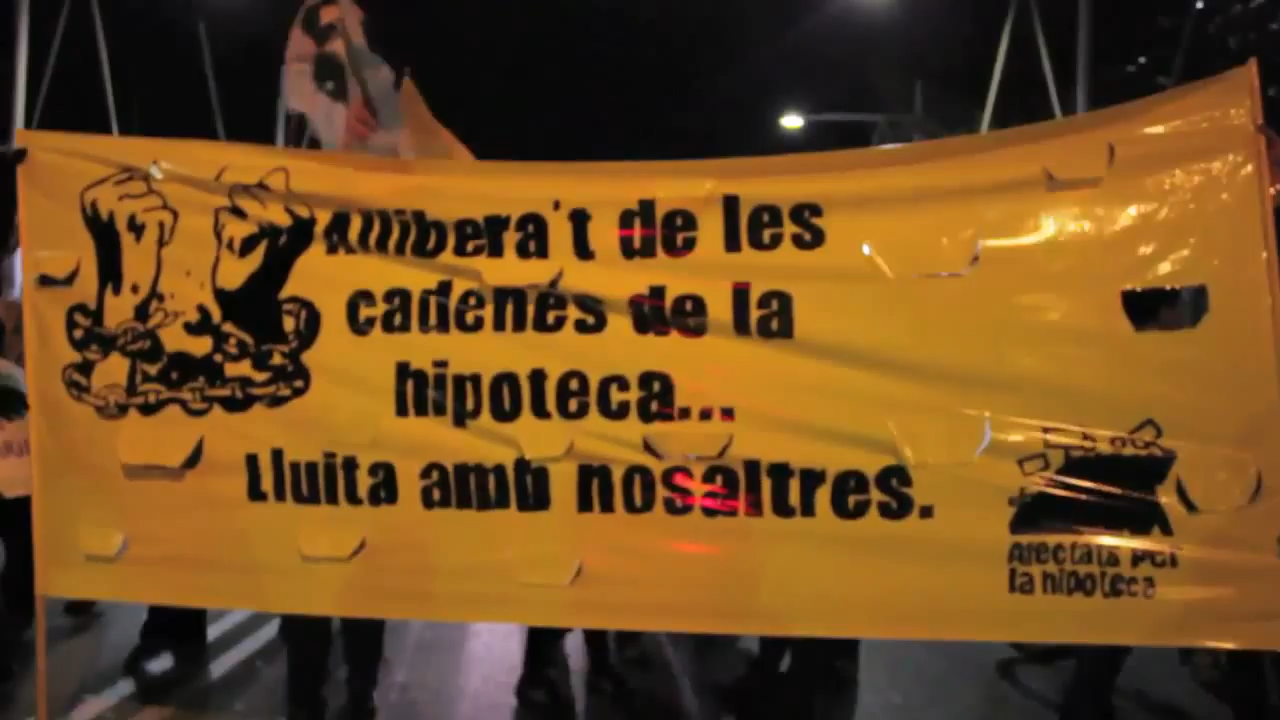 Allibera't de les
cadenes de la
hipoteca...
Lluita amb nosaltres.
Afectats per
la hipoteca